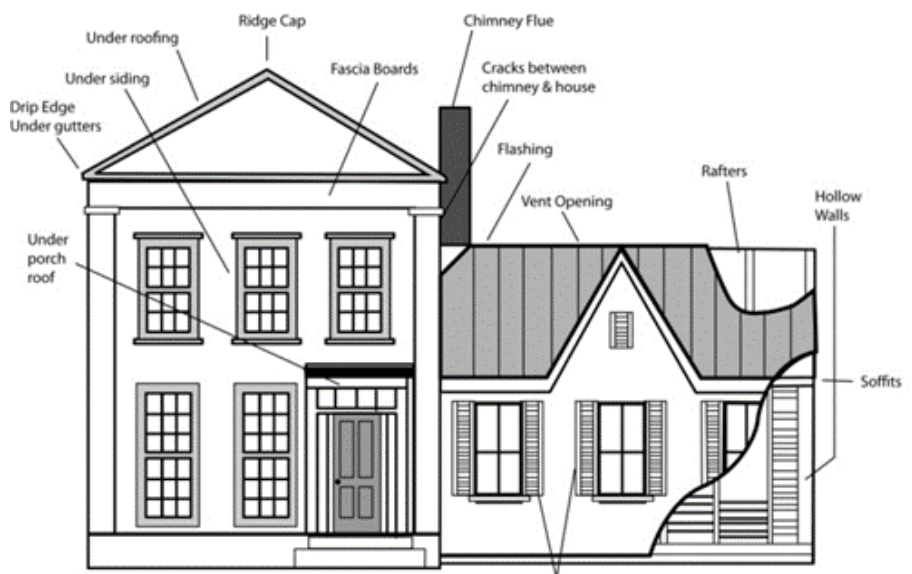 Ridge Cap
Chimney Flue
Under roofing
Under siding
Fascia Boards
Cracks between
chimney & house
Drip Edge
Under gutters
Flashing
Rafters
Hollow
Walls
Vent Opening
Under
porch
roof
Soffits